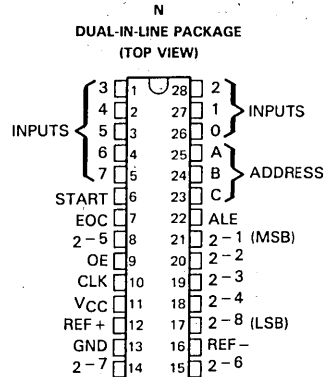 N
DUAL-IN-LINE PACKAGE
(TOP VIEW)
3 1 28 2
4 2 27 1 INPUTS
INPUTS 5 3 26 0
6 4 25 A
7 5 24 B ADDRESS
START 6 23 C
EOC 7 22 ALE
2-5 8 21 2-1 (MSB)
OE 9 20 2-2
CLK 10 19 2-3
VCC 11 18 2-4
REF+ 12 17 2-8 (LSB)
GND 13 16 REF-
2-7 14 15 2-6